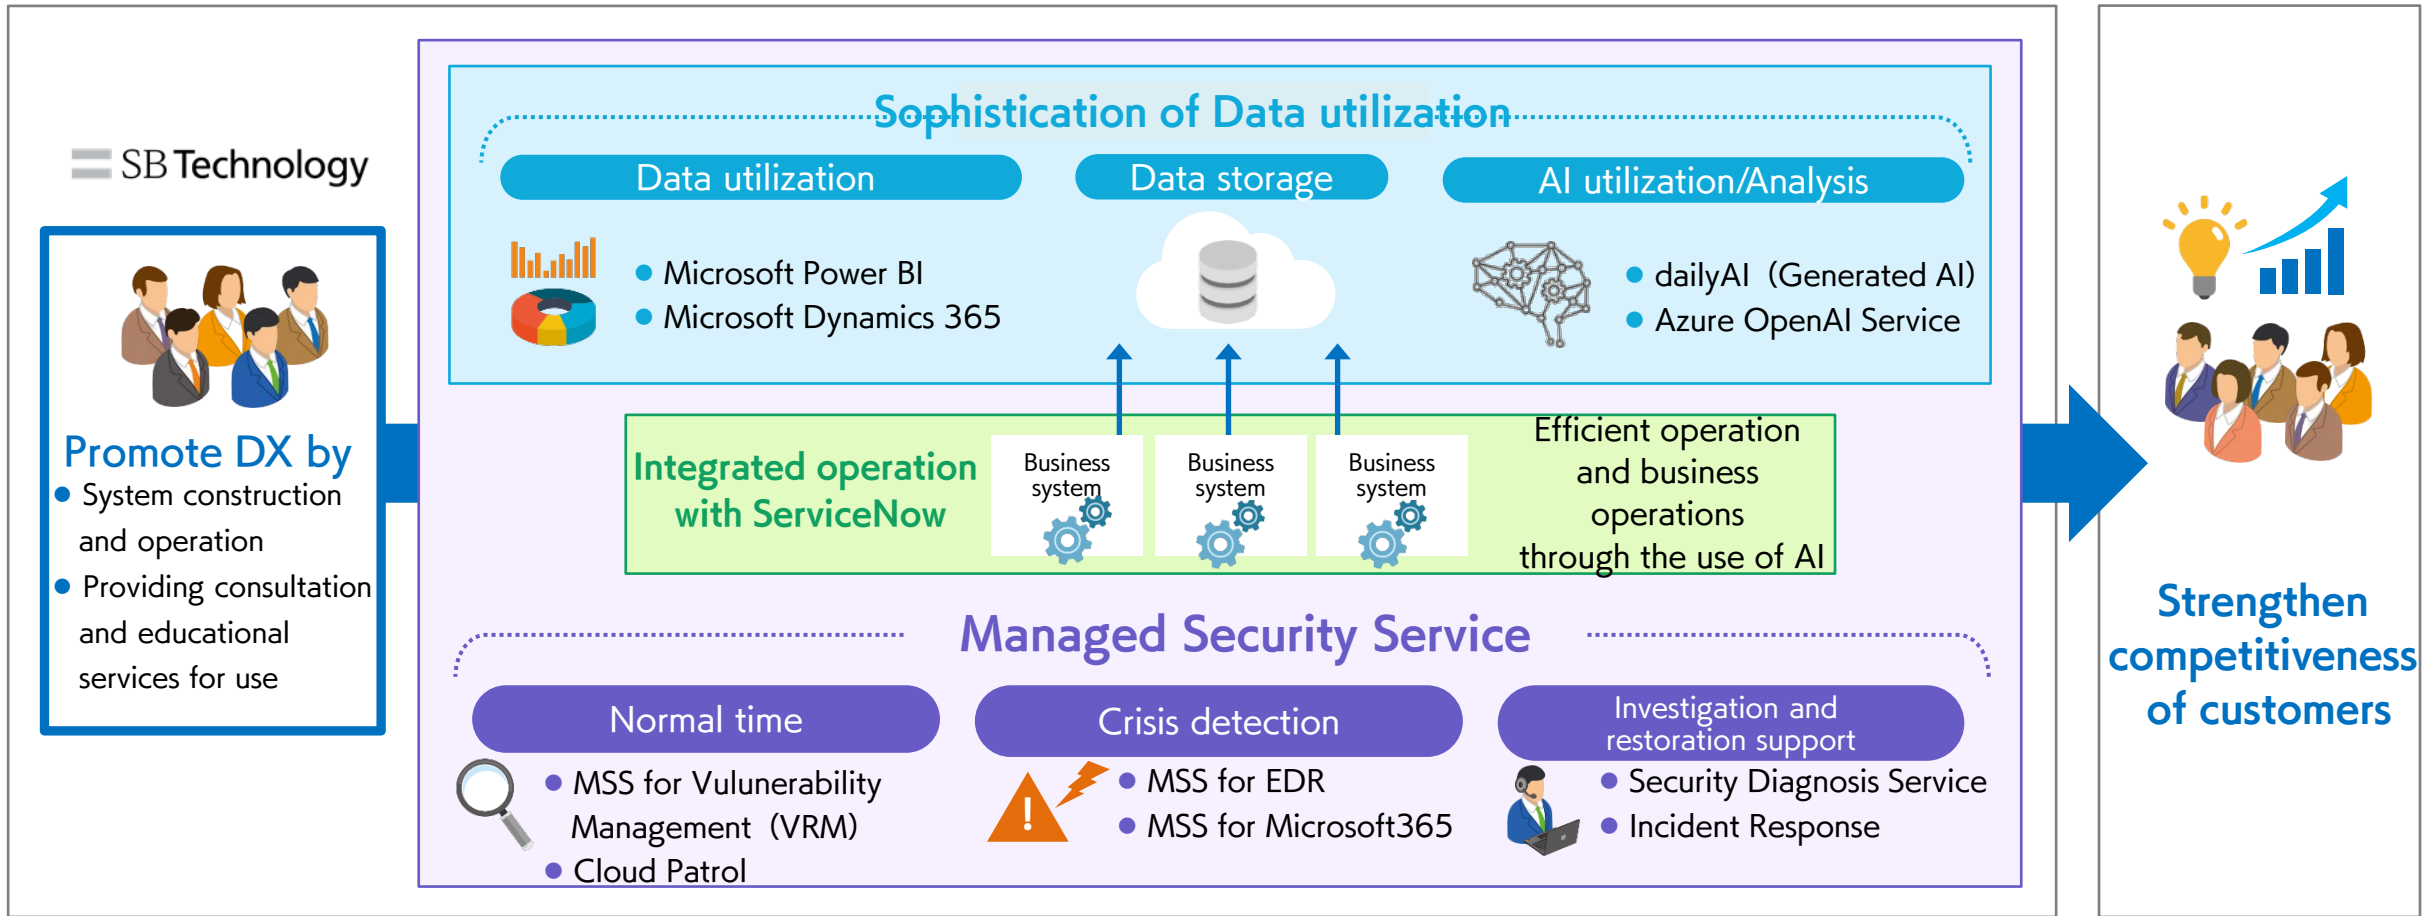 SB Technology
Promote DX by
System construction
and operation
Providing consultation
and educational
services for use
Sophistication of Data utilization
Data utilization
Microsoft Power BI
Microsoft Dynamics 365
Data storage
AI utilization/Analysis
dailyAI (Generated AI)
Azure OpenAI Service
Integrated operation
with ServiceNow
Business
system
Business
system
Business
system
Efficient operation
and business
operations
through the use of AI
Managed Security Service
Normal time
MSS for Vulunerability
Management (VRM)
Cloud Patrol
Crisis detection
!
MSS for EDR
MSS for Microsoft365
Investigation and
restoration support
Security Diagnosis Service
Incident Response
Strengthen
competitiveness
of customers